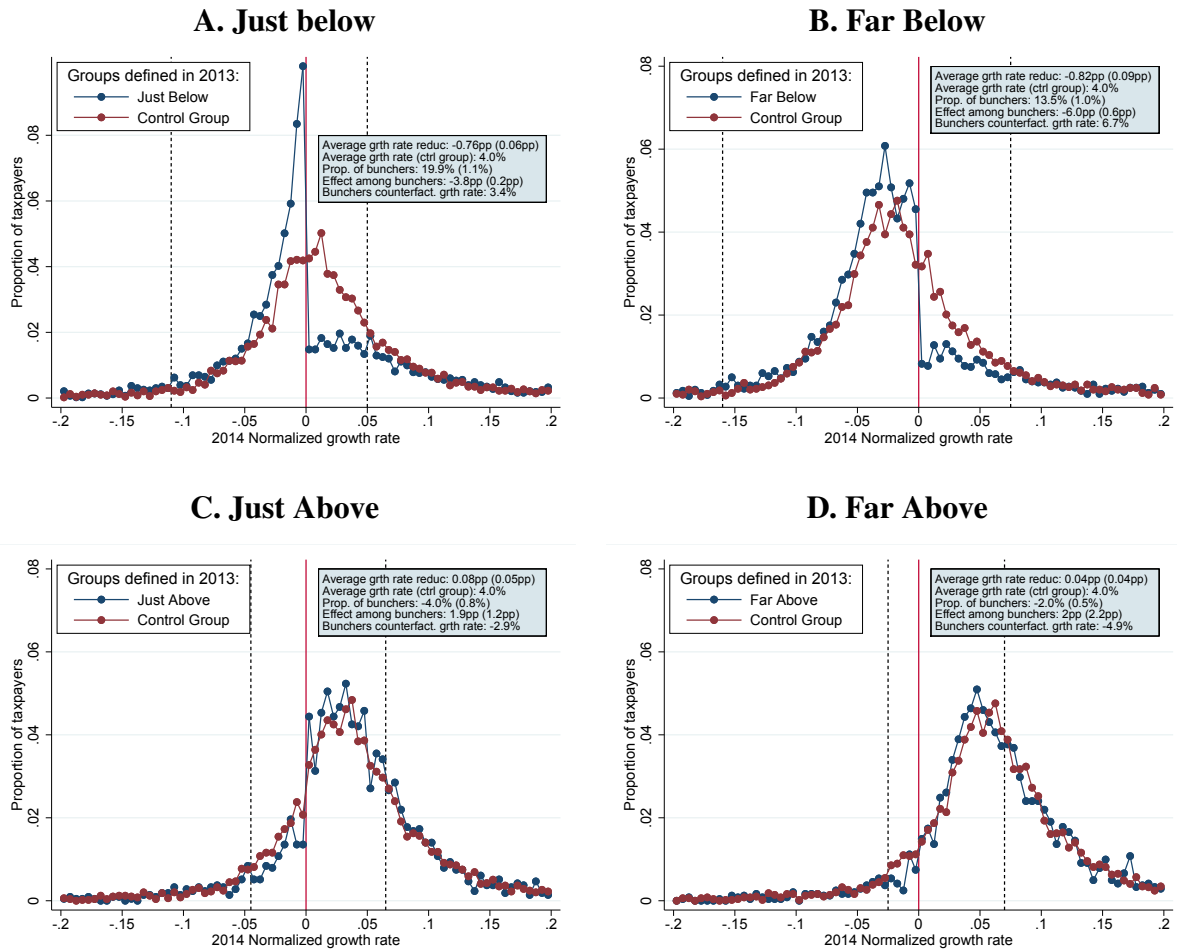 A. Just below
Groups defined in 2013:
Just Below
Control Group
Average grth rate reduc: -0.76pp (0.06pp)
Average grth rate (ctrl group): 4.0%
Prop. of bunchers: 19.9% (1.1%)
Effect among bunchers: -3.8pp (0.2pp)
Bunchers counterfact. grth rate: 3.4%
Proportion of taxpayers
.08
.06
.04
.02
0
-.2 -.15 -.1 -.05 0 .05 .1 .15 .2
2014 Normalized growth rate
B. Far Below
Groups defined in 2013:
Far Below
Control Group
Average grth rate reduc: -0.82pp (0.09pp)
Average grth rate (ctrl group): 4.0%
Prop. of bunchers: 13.5% (1.0%)
Effect among bunchers: -6.0pp (0.6pp)
Bunchers counterfact. grth rate: 6.7%
Proportion of taxpayers
.08
.06
.04
.02
0
-.2 -.15 -.1 -.05 0 .05 .1 .15 .2
2014 Normalized growth rate
C. Just Above
Groups defined in 2013:
Just Above
Control Group
Average grth rate reduc: 0.08pp (0.05pp)
Average grth rate (ctrl group): 4.0%
Prop. of bunchers: -4.0% (0.8%)
Effect among bunchers: 1.9pp (1.2pp)
Bunchers counterfact. grth rate: -2.9%
Proportion of taxpayers
.08
.06
.04
.02
0
-.2 -.15 -.1 -.05 0 .05 .1 .15 .2
2014 Normalized growth rate
D. Far Above
Groups defined in 2013:
Far Above
Control Group
Average grth rate reduc: 0.04pp (0.04pp)
Average grth rate (ctrl group): 4.0%
Prop. of bunchers: -2.0% (0.5%)
Effect among bunchers: 2pp (2.2pp)
Bunchers counterfact. grth rate: -4.9%
Proportion of taxpayers
.08
.06
.04
.02
0
-.2 -.15 -.1 -.05 0 .05 .1 .15 .2
2014 Normalized growth rate